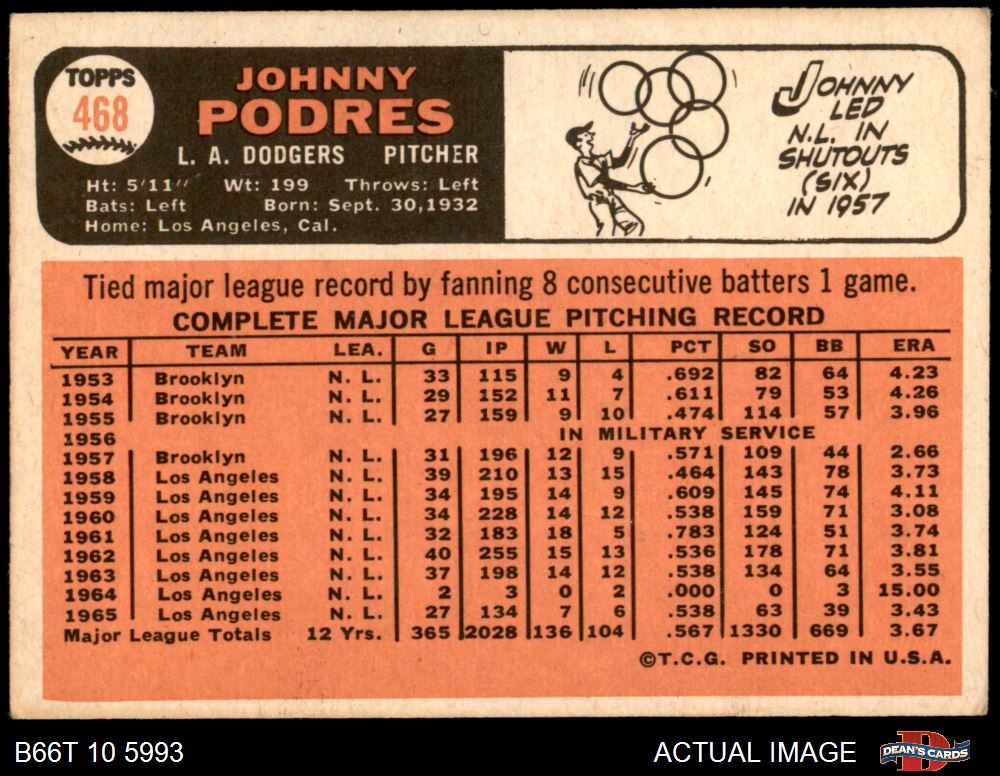 TOPPS
468
JOHNNY
PODRES
L. A. DODGERS PITCHER
Ht: 5'11" Wt: 199 Throws: Left
Bats: Left Born: Sept. 30,1932
Home: Los Angeles, Cal.
JOHNNY
LED
N.L. IN
SHUTOUTS
(SIX)
IN 1957
Tied major league record by fanning 8 consecutive batters 1 game.
COMPLETE MAJOR LEAGUE PITCHING RECORD
YEAR TEAM LEA. G IP W L PCT SO BB ERA
1953 Brooklyn N. L. 33 115 9 4 .692 82 64 4.23
1954 Brooklyn N. L. 29 152 11 7 .611 79 53 4.26
1955 Brooklyn N. L. 27 159 9 10 .474 114 57 3.96
1956 IN MILITARY SERVICE
1957 Brooklyn N. L. 31 196 12 9 .571 109 44 2.66
1958 Los Angeles N. L. 39 210 13 15 .464 143 78 3.73
1959 Los Angeles N. L. 34 195 14 9 .609 145 74 4.11
1960 Los Angeles N. L. 34 228 14 12 .538 159 71 3.08
1961 Los Angeles N. L. 32 183 18 5 .783 124 51 3.74
1962 Los Angeles N. L. 40 255 15 13 .536 178 71 3.81
1963 Los Angeles N. L. 37 198 14 12 .538 134 64 3.55
1964 Los Angeles N. L. 2 3 0 2 .000 0 3 15.00
1965 Los Angeles N. L. 27 134 7 6 .538 63 39 3.43
Major League Totals 12 Yrs. 365 2028 136 104 .567 1330 669 3.67
©T.C.G. PRINTED IN U.S.A.
B66T 10 5993 ACTUAL IMAGE DEAN'S CARDS